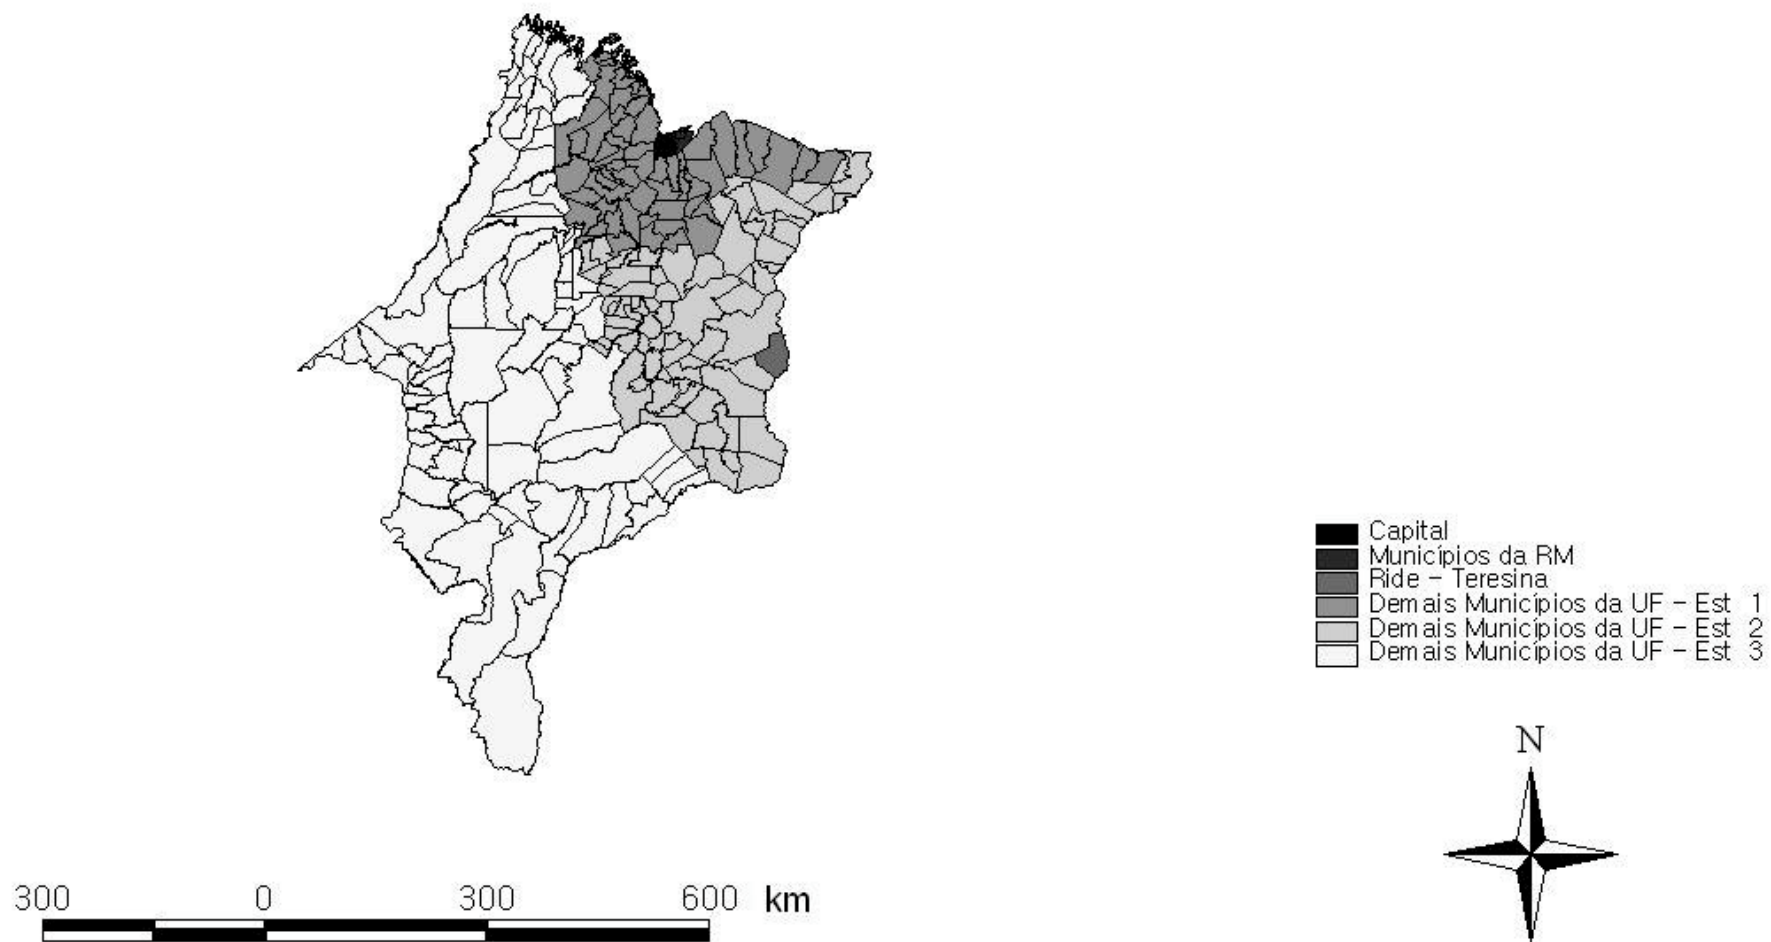 Capital
Municípios da RM
Ride - Teresina
Demais Municípios da UF - Est 1
Demais Municípios da UF - Est 2
Demais Municípios da UF - Est 3
N
300 0 300 600 km